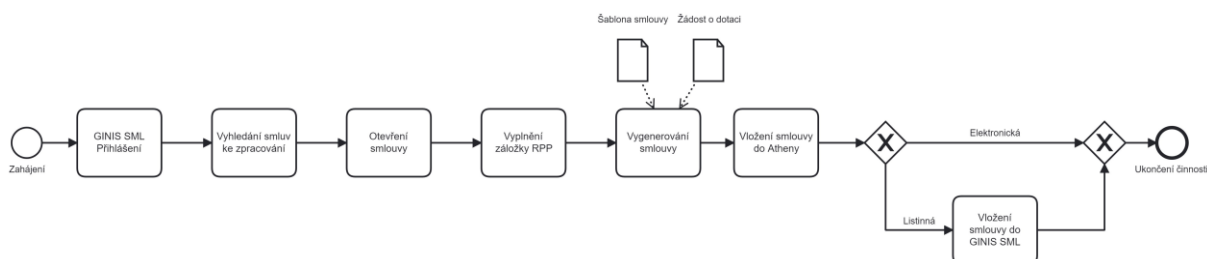 Šablona smlouvy
Žádost o dotaci
Zahájení
GINIS SML
Přihlášení
Vyhledání smluv
ke zpracování
Otevření
smlouvy
Vyplnění
záložky RPP
Vygenerování
smlouvy
Vložení smlouvy
do Atheny
X
Elektronická
Listinná
Vložení
smlouvy do
GINIS SML
X
Ukončení činnosti